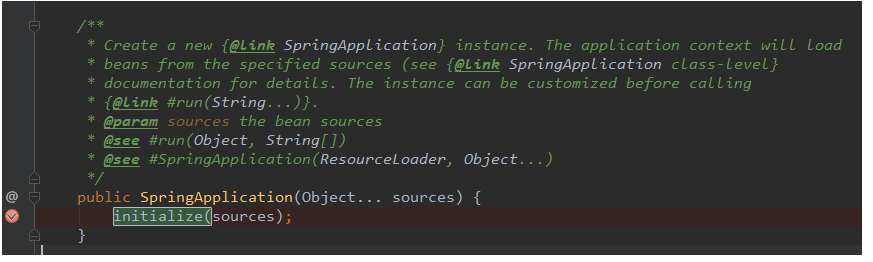 /**
* Create a new {@link SpringApplication} instance. The application context will load
* beans from the specified sources (see {@link SpringApplication class-level}
* documentation for details. The instance can be customized before calling
* {@link #run(String...)}.
* @param sources the bean sources
* @see #run(Object, String[])
* @see #SpringApplication(ResourceLoader, Object...)
*/
@ public SpringApplication(Object... sources) {
initialize(sources);
}